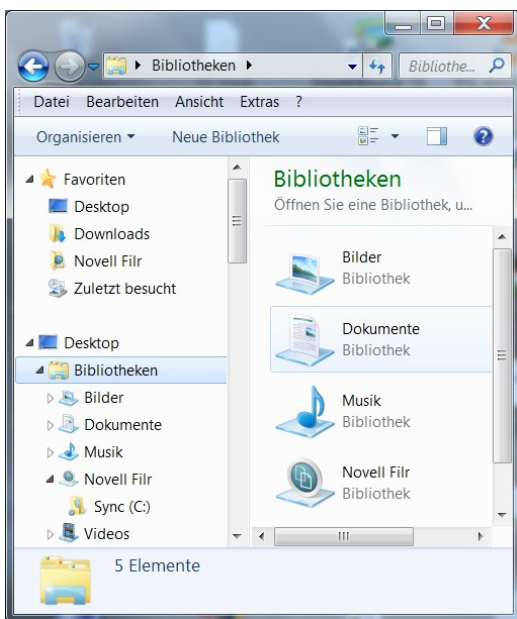 Bibliotheken
Bibliothe...
Datei Bearbeiten Ansicht Extras ?
Organisieren Neue Bibliothek
Favoriten
Desktop
Downloads
Novell Filr
Zuletzt besucht
Desktop
Bibliotheken
Bilder
Dokumente
Musik
Novell Filr
Sync (C:)
Videos
Bibliotheken
Öffnen Sie eine Bibliothek, u...
Bilder
Bibliothek
Dokumente
Bibliothek
Musik
Bibliothek
Novell Filr
Bibliothek
5 Elemente